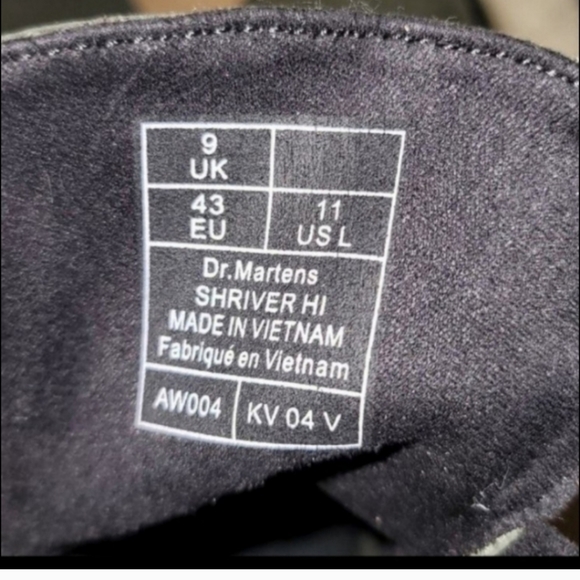 9
UK
43
EU
11
US L
Dr.Martens
SHRIVER HI
MADE IN VIETNAM
Fabriqué en Vietnam
AW004
KV 04 V